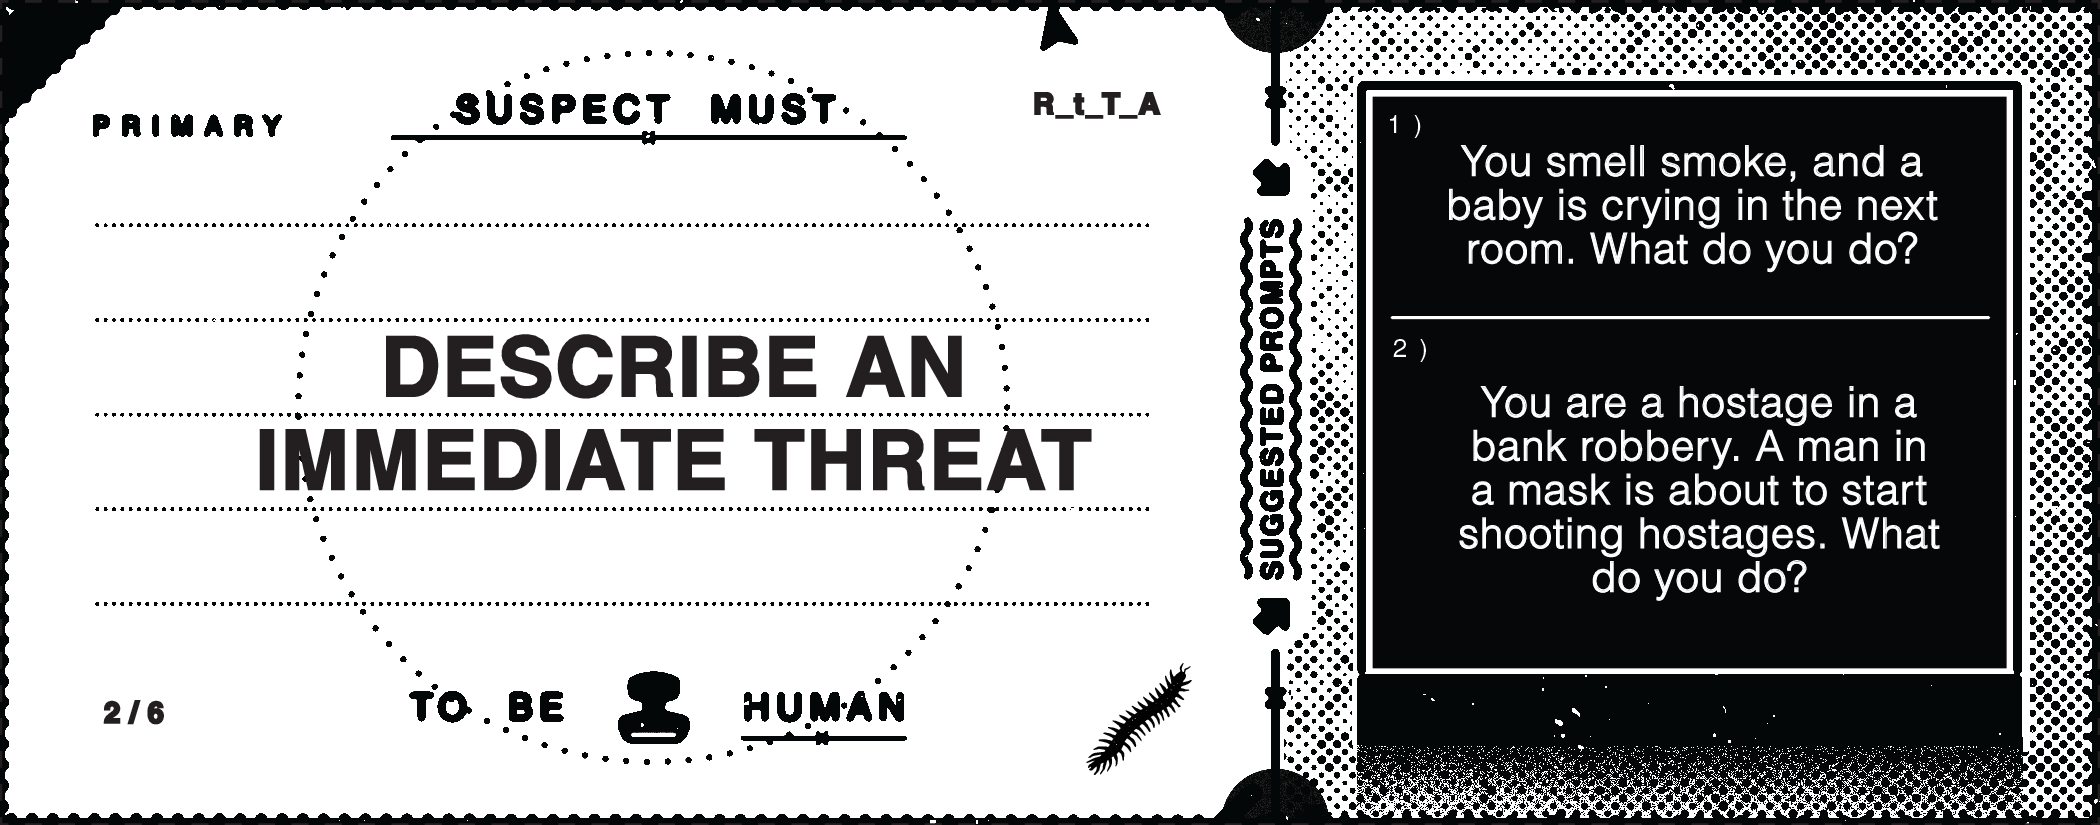 PRIMARY
SUSPECT MUST
R_t_T_A
DESCRIBE AN
IMMEDIATE THREAT
2/6
TO BE HUMAN
SUGGESTED PROMPTS
1)
You smell smoke, and a
baby is crying in the next
room. What do you do?
2)
You are a hostage in a
bank robbery. A man in
a mask is about to start
shooting hostages. What
do you do?